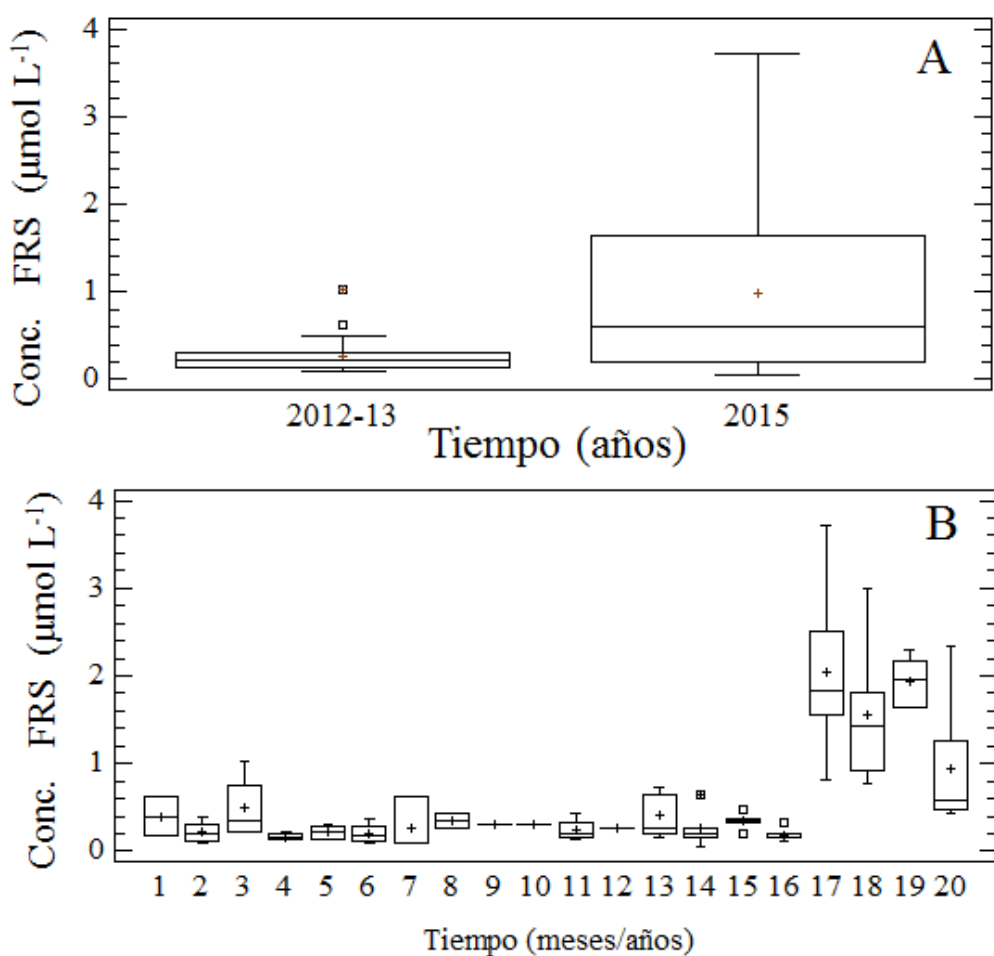 A
Conc. FRS (µmol L-1)
4
3
2
1
0
2012-13 2015
Tiempo (años)
B
Conc. FRS (µmol L-1)
4
3
2
1
0
1 2 3 4 5 6 7 8 9 10 11 12 13 14 15 16 17 18 19 20
Tiempo (meses/años)